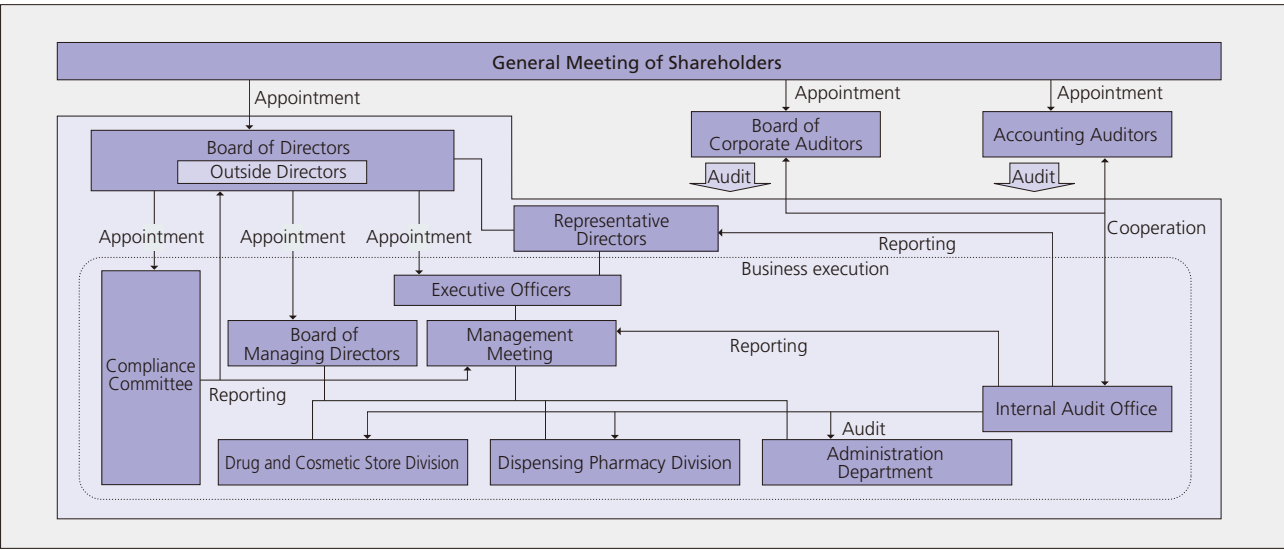 General Meeting of Shareholders
Appointment
Appointment
Appointment
Board of Directors
Outside Directors
Board of
Corporate Auditors
Accounting Auditors
Audit
Audit
Appointment
Appointment
Appointment
Representative
Directors
Reporting
Cooperation
Business execution
Executive Officers
Compliance
Committee
Board of
Managing Directors
Management
Meeting
Reporting
Reporting
Internal Audit Office
Audit
Drug and Cosmetic Store Division
Dispensing Pharmacy Division
Administration
Department